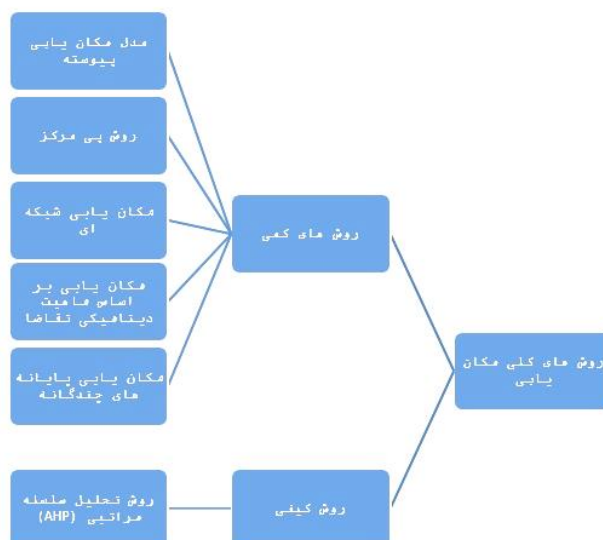 روش های کلی مکان
یابی
روش های کمی
مدل مکان یابی
پیوسته
روش پی مرکز
مکان یابی شبکه
ای
مکان یابی بر
اساس ماهیت
دینامیکی تقاضا
مکان یابی پایانه
های چندگانه
روش کیفی
روش تحلیل سلسله
مراتبی (AHP)